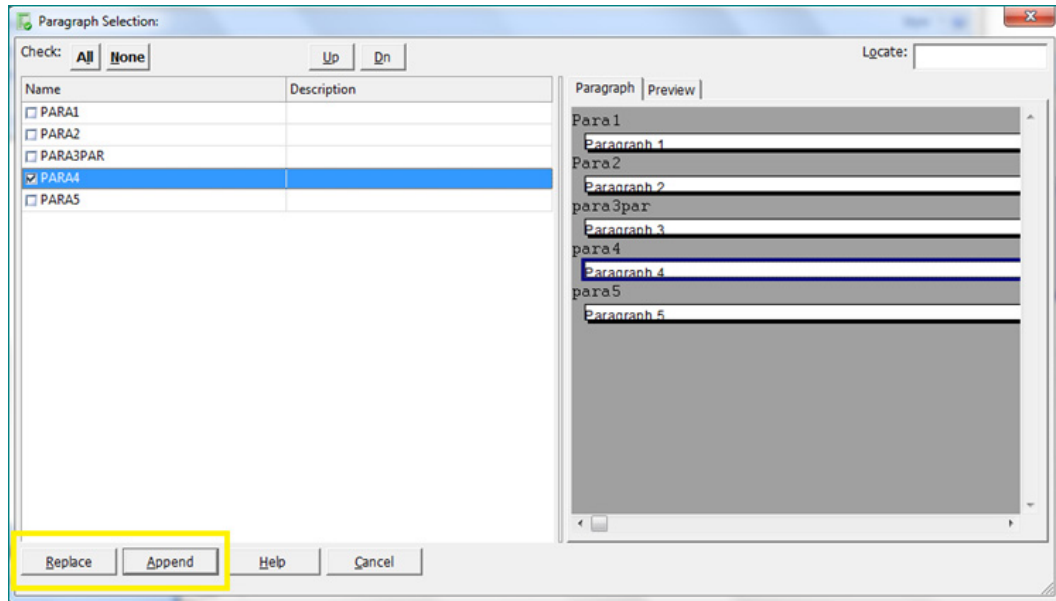 Paragraph Selection:
Check: All None Up Dn Locate:
Name Description
PARA1
PARA2
PARA3PAR
PARA4
PARA5
Paragraph Preview
Para1
Paragraph 1
Para2
Paragraph 2
para3par
Paragraph 3
para4
Paragraph 4
para5
Paragraph 5
Replace Append Help Cancel